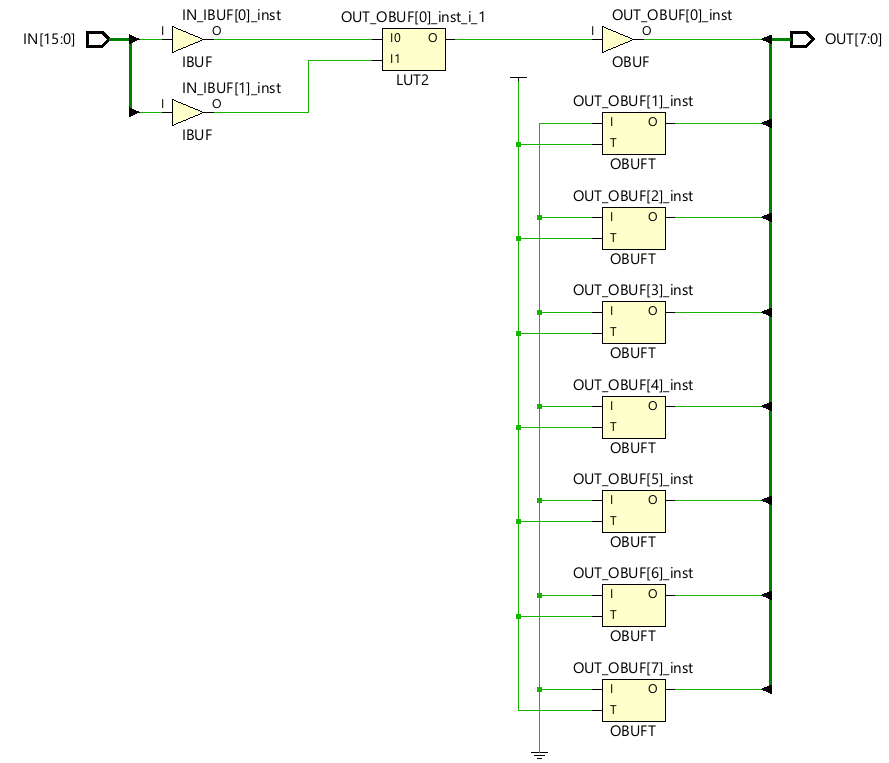 IN_IBUF[0]_inst
OUT_OBUF[0]_inst_i_1
OUT_OBUF[0]_inst
IN[15:0]
I
O
IBUF
I0
O
I1
LUT2
I
O
OBUF
OUT[7:0]
IN_IBUF[1]_inst
I
O
IBUF
OUT_OBUF[1]_inst
I
O
T
OBUFT
OUT_OBUF[2]_inst
I
O
T
OBUFT
OUT_OBUF[3]_inst
I
O
T
OBUFT
OUT_OBUF[4]_inst
I
O
T
OBUFT
OUT_OBUF[5]_inst
I
O
T
OBUFT
OUT_OBUF[6]_inst
I
O
T
OBUFT
OUT_OBUF[7]_inst
I
O
T
OBUFT